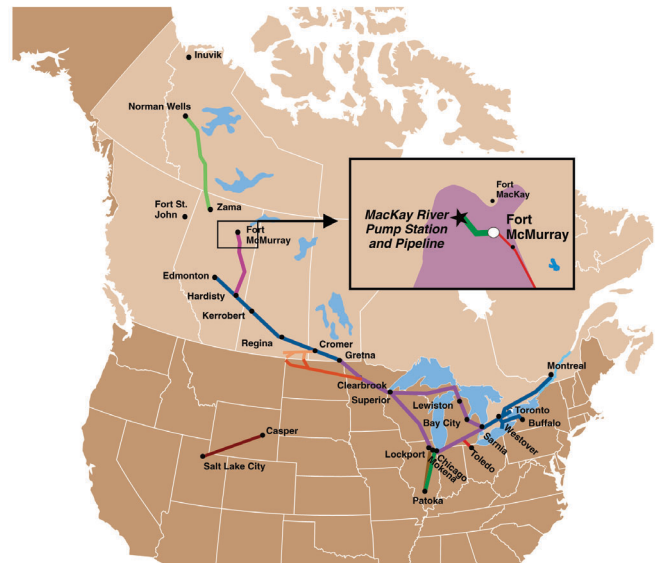 Inuvik
Norman Wells
Fort St.
John
Zama
Fort
McMurray
Fort
MacKay
MacKay River
Pump Station
and Pipeline
Fort
McMurray
Edmonton
Hardisty
Kerrobert
Regina
Cromer
Gretna
Clearbrook
Superior
Montreal
Lewiston
Bay City
Toronto
Buffalo
Westover
Sarnia
Toledo
Casper
Salt Lake City
Lockport
Chicago
Mokena
Patoka